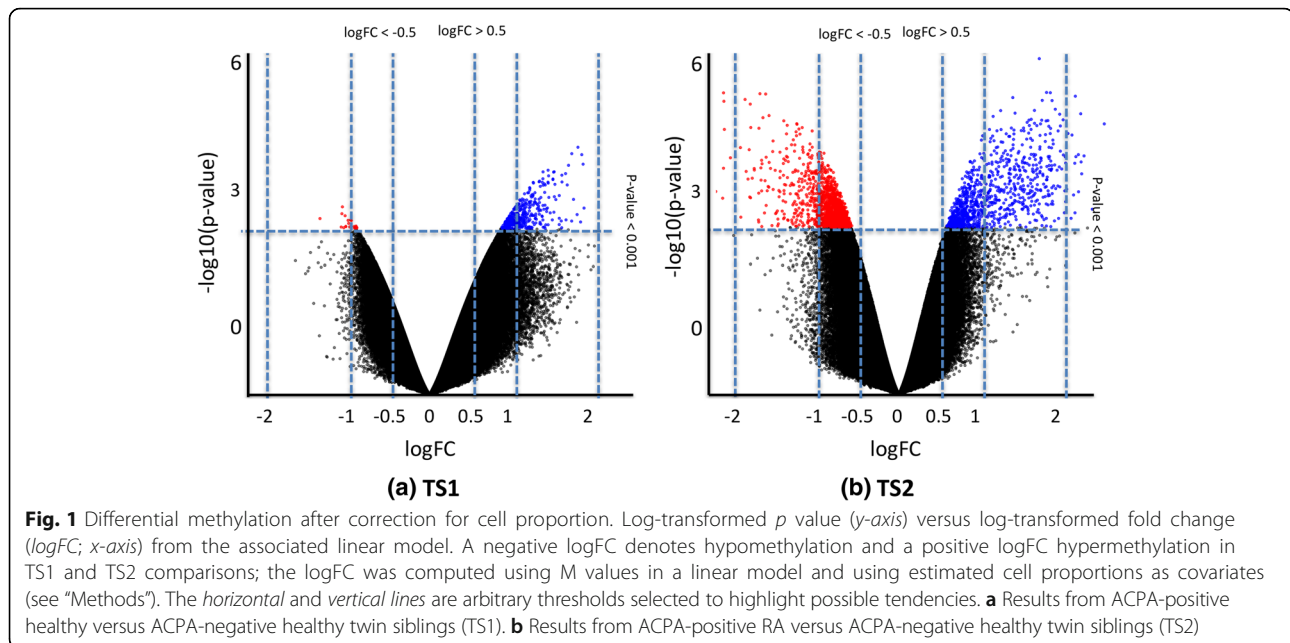 logFC < -0.5 logFC > 0.5
6
3
0
-log10(p-value)
P-value < 0.001
-2 -1 -0.5 0 0.5 1 2
logFC
(a) TS1
logFC < -0.5 logFC > 0.5
6
3
0
-log10(p-value)
P-value < 0.001
-2 -1 -0.5 0 0.5 1 2
logFC
(b) TS2
Fig. 1 Differential methylation after correction for cell proportion. Log-transformed p value (y-axis) versus log-transformed fold change
(logFC; x-axis) from the associated linear model. A negative logFC denotes hypomethylation and a positive logFC hypermethylation in
TS1 and TS2 comparisons; the logFC was computed using M values in a linear model and using estimated cell proportions as covariates
(see “Methods”). The horizontal and vertical lines are arbitrary thresholds selected to highlight possible tendencies. a Results from ACPA-positive
healthy versus ACPA-negative healthy twin siblings (TS1). b Results from ACPA-positive RA versus ACPA-negative healthy twin siblings (TS2)